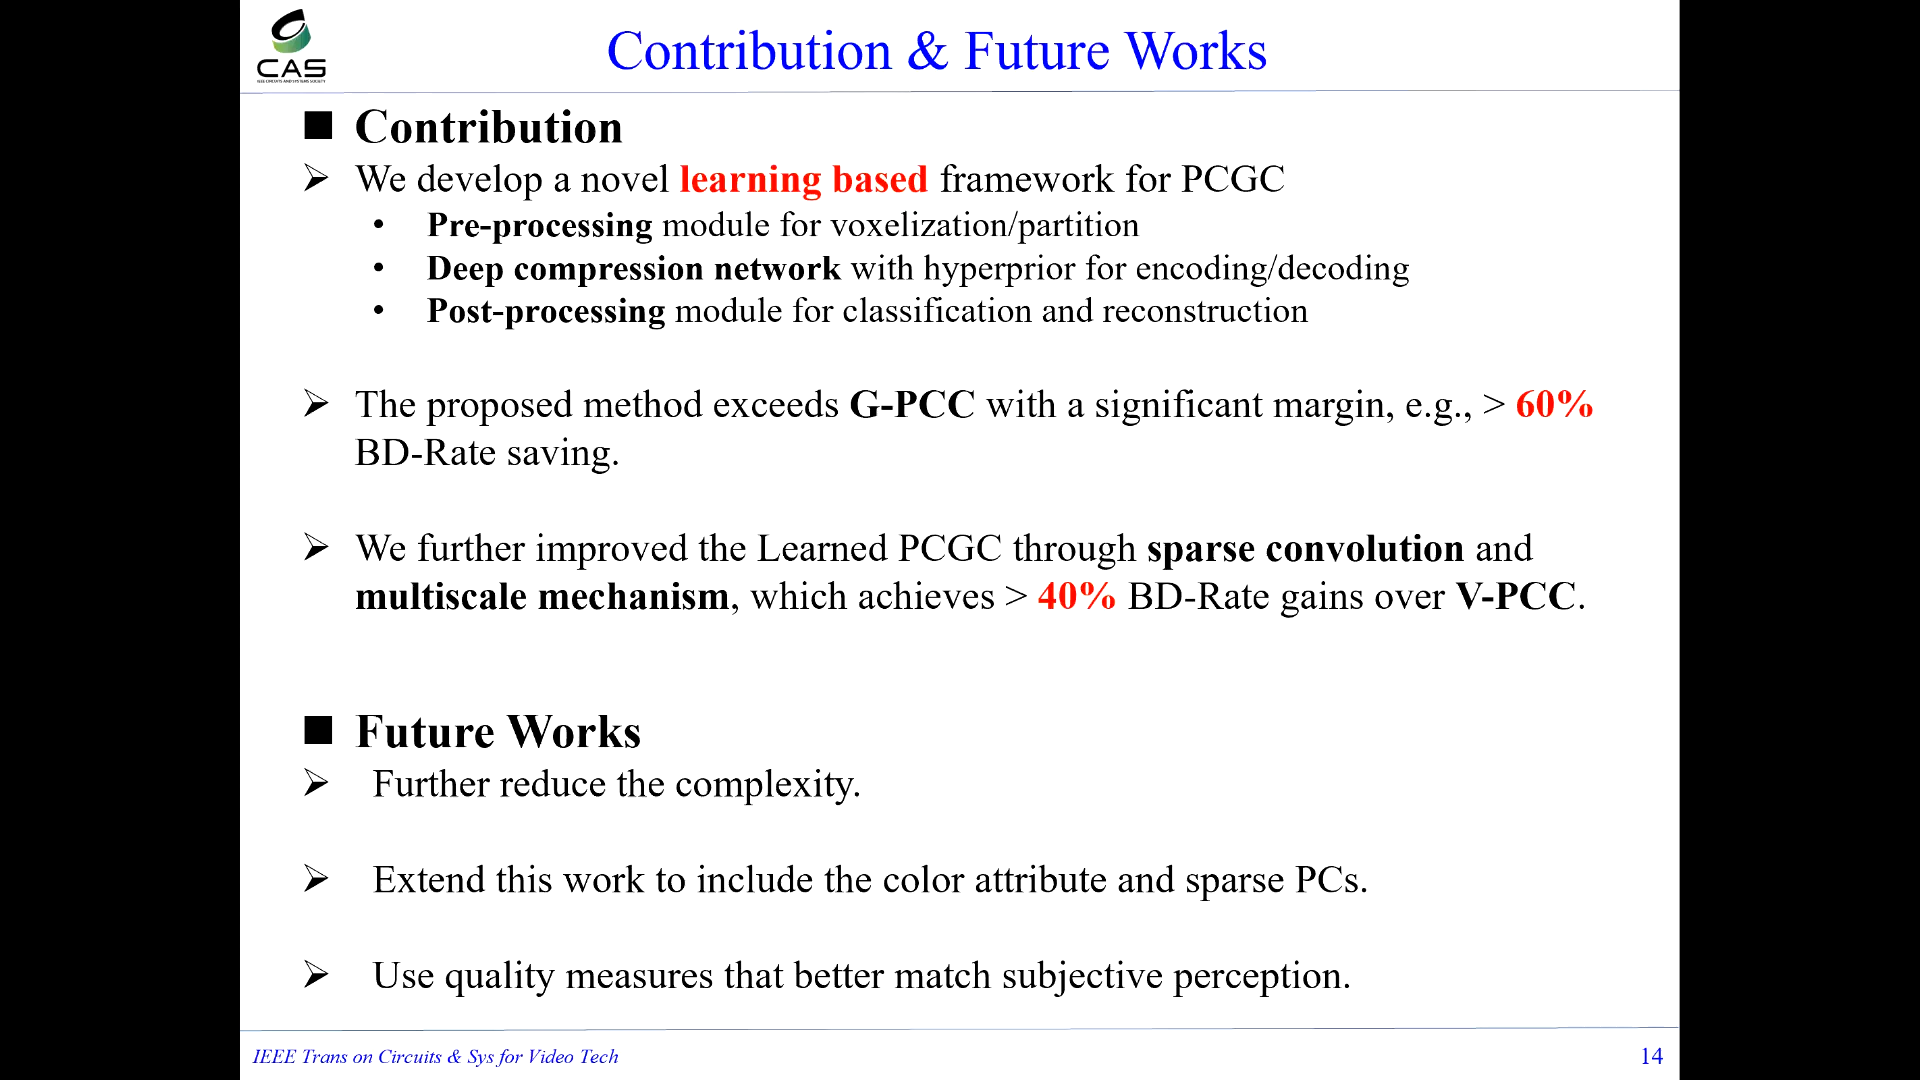 CAS
Contribution & Future Works
■ Contribution
➢ We develop a novel learning based framework for PCGC
• Pre-processing module for voxelization/partition
• Deep compression network with hyperprior for encoding/decoding
• Post-processing module for classification and reconstruction
➢ The proposed method exceeds G-PCC with a significant margin, e.g., > 60%
BD-Rate saving.
➢ We further improved the Learned PCGC through sparse convolution and
multiscale mechanism, which achieves > 40% BD-Rate gains over V-PCC.
■ Future Works
➢ Further reduce the complexity.
➢ Extend this work to include the color attribute and sparse PCs.
➢ Use quality measures that better match subjective perception.
IEEE Trans on Circuits & Sys for Video Tech
14